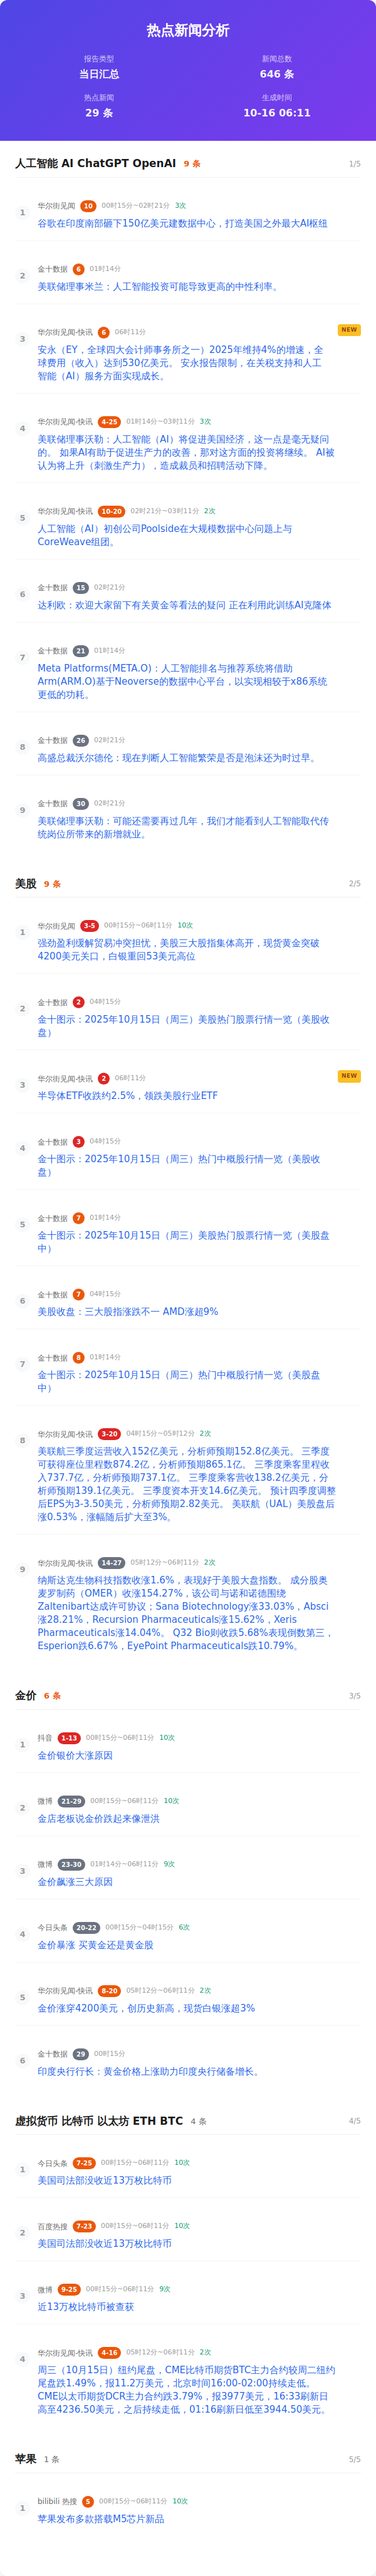 热点新闻分析
报告类型
当日汇总
新闻总数
646 条
热点新闻
29 条
生成时间
10-16 06:11
人工智能 AI ChatGPT OpenAI 9 条 1/5
1
华尔街见闻 10 00时15分~02时21分 3次
谷歌在印度南部砸下150亿美元建数据中心，打造美国之外最大AI枢纽
2
金十数据 6 01时14分
美联储理事米兰：人工智能投资可能导致更高的中性利率。
3
华尔街见闻-快讯 6 06时11分 NEW
安永（EY，全球四大会计师事务所之一）2025年维持4%的增速，全
球费用（收入）达到530亿美元。 安永报告限制，在关税支持和人工
智能（AI）服务方面实现成长。
4
华尔街见闻-快讯 4-25 01时14分~03时11分 3次
美联储理事沃勒：人工智能（AI）将促进美国经济，这一点是毫无疑问
的。 如果AI有助于促进生产力的改善，那对这方面的投资将继续。 AI被
认为将上升（刺激生产力），造成裁员和招聘活动下降。
5
华尔街见闻-快讯 10-20 02时21分~03时11分 2次
人工智能（AI）初创公司Poolside在大规模数据中心问题上与
CoreWeave组团。
6
金十数据 15 02时21分
达利欧：欢迎大家留下有关黄金等看法的疑问 正在利用此训练AI克隆体
7
金十数据 21 01时14分
Meta Platforms(META.O)：人工智能排名与推荐系统将借助
Arm(ARM.O)基于Neoverse的数据中心平台，以实现相较于x86系统
更低的功耗。
8
金十数据 26 02时21分
高盛总裁沃尔德伦：现在判断人工智能繁荣是否是泡沫还为时过早。
9
金十数据 30 02时21分
美联储理事沃勒：可能还需要再过几年，我们才能看到人工智能取代传
统岗位所带来的新增就业。
美股 9 条 2/5
1
华尔街见闻 3-5 00时15分~06时11分 10次
强劲盈利缓解贸易冲突担忧，美股三大股指集体高开，现货黄金突破
4200美元关口，白银重回53美元高位
2
金十数据 2 04时15分
金十图示：2025年10月15日（周三）美股热门股票行情一览（美股收
盘）
3
华尔街见闻-快讯 2 06时11分 NEW
半导体ETF收跌约2.5%，领跌美股行业ETF
4
金十数据 3 04时15分
金十图示：2025年10月15日（周三）热门中概股行情一览（美股收
盘）
5
金十数据 7 01时14分
金十图示：2025年10月15日（周三）美股热门股票行情一览（美股盘
中）
6
金十数据 7 04时15分
美股收盘：三大股指涨跌不一 AMD涨超9%
7
金十数据 8 01时14分
金十图示：2025年10月15日（周三）热门中概股行情一览（美股盘
中）
8
华尔街见闻-快讯 3-20 04时15分~05时12分 2次
美联航三季度运营收入152亿美元，分析师预期152.8亿美元。 三季度
可获得座位里程数874.2亿，分析师预期865.1亿。 三季度乘客里程收
入737.7亿，分析师预期737.1亿。 三季度乘客营收138.2亿美元，分
析师预期139.1亿美元。 三季度资本开支14.6亿美元。 预计四季度调整
后EPS为3-3.50美元，分析师预期2.82美元。 美联航（UAL）美股盘后
涨0.53%，涨幅随后扩大至3%。
9
华尔街见闻-快讯 14-27 05时12分~06时11分 2次
纳斯达克生物科技指数收涨1.6%，表现好于美股大盘指数。 成分股奥
麦罗制药（OMER）收涨154.27%，该公司与诺和诺德围绕
Zaltenibart达成许可协议；Sana Biotechnology涨33.03%，Absci
涨28.21%，Recursion Pharmaceuticals涨15.62%，Xeris
Pharmaceuticals涨14.04%。 Q32 Bio则收跌5.68%表现倒数第三，
Esperion跌6.67%，EyePoint Pharmaceuticals跌10.79%。
金价 6 条 3/5
1
抖音 1-13 00时15分~06时11分 10次
金价银价大涨原因
2
微博 21-29 00时15分~06时11分 10次
金店老板说金价跌起来像泄洪
3
微博 23-30 01时14分~06时11分 9次
金价飙涨三大原因
4
今日头条 20-22 00时15分~04时15分 6次
金价暴涨 买黄金还是黄金股
5
华尔街见闻-快讯 8-20 05时12分~06时11分 2次
金价涨穿4200美元，创历史新高，现货白银涨超3%
6
金十数据 29 00时15分
印度央行行长：黄金价格上涨助力印度央行储备增长。
虚拟货币 比特币 以太坊 ETH BTC 4 条 4/5
1
今日头条 7-25 00时15分~06时11分 10次
美国司法部没收近13万枚比特币
2
百度热搜 7-23 00时15分~06时11分 10次
美国司法部没收近13万枚比特币
3
微博 9-25 00时15分~06时11分 9次
近13万枚比特币被查获
4
华尔街见闻-快讯 4-16 05时12分~06时11分 2次
周三（10月15日）纽约尾盘，CME比特币期货BTC主力合约较周二纽约
尾盘跌1.49%，报11.2万美元，北京时间16:00-02:00持续走低。
CME以太币期货DCR主力合约跌3.79%，报3977美元，16:33刷新日
高至4236.50美元，之后持续走低，01:16刷新日低至3944.50美元。
苹果 1 条 5/5
1
bilibili 热搜 5 00时15分~06时11分 10次
苹果发布多款搭载M5芯片新品